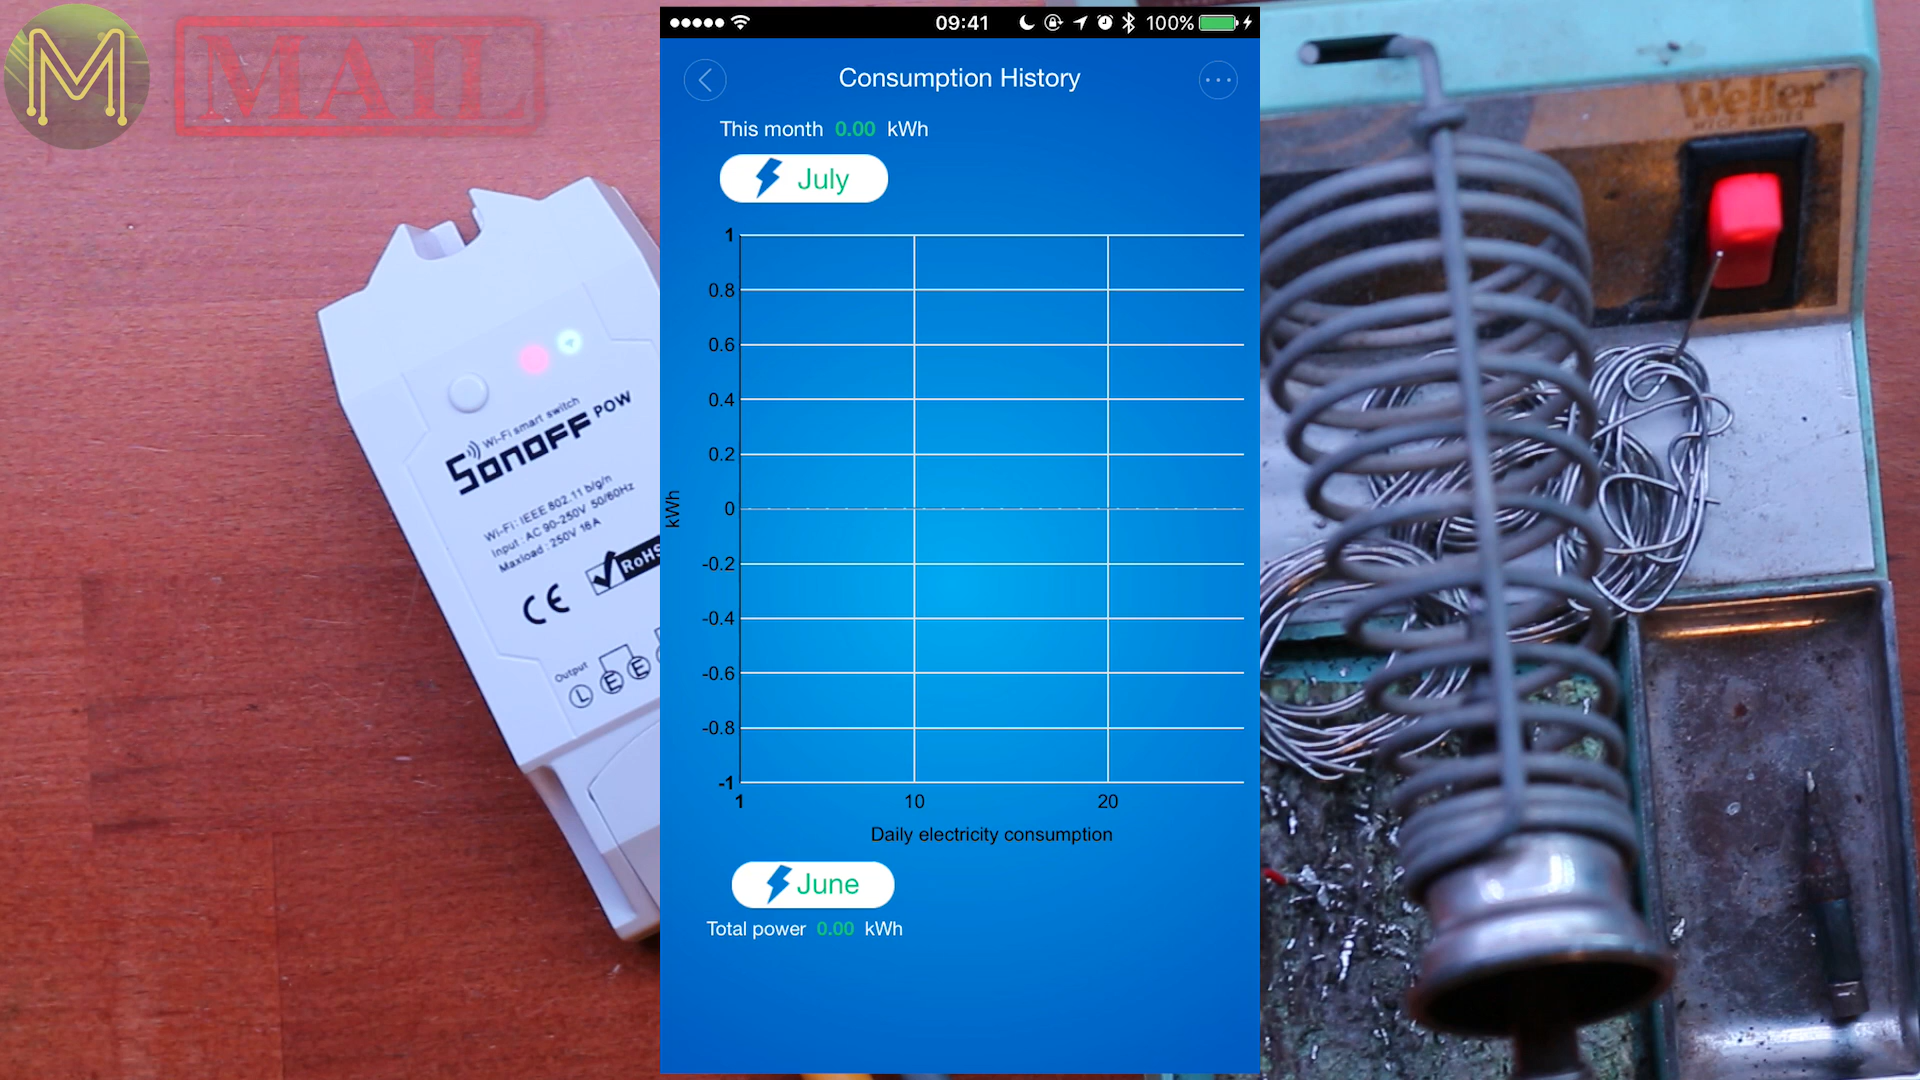 M
MAIL
09:41
100%
Consumption History
This month 0.00 kWh
July
1
0.8
0.6
0.4
0.2
0
-0.2
-0.4
-0.6
-0.8
-1
kWh
1 10 20
Daily electricity consumption
June
Total power 0.00 kWh
Wi-Fi smart switch
SONOFF POW
Wi-Fi: IEEE 802.11 b/g/n
Input : AC 90-250V 50/60Hz
Maxload : 250V 16A
CE
RoHS
Output
L E E
Weller
WTCP SERIES